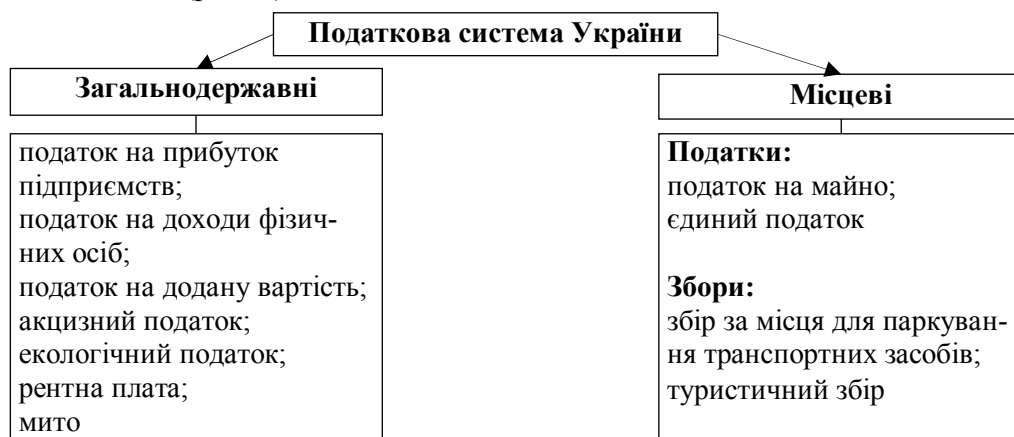 Податкова система України
Загальнодержавні
податок на прибуток
підприємств;
податок на доходи фізич-
них осіб;
податок на додану вартість;
акцизний податок;
екологічний податок;
рентна плата;
мито
Місцеві
Податки:
податок на майно;
єдиний податок
Збори:
збір за місця для паркуван-
ня транспортних засобів;
туристичний збір